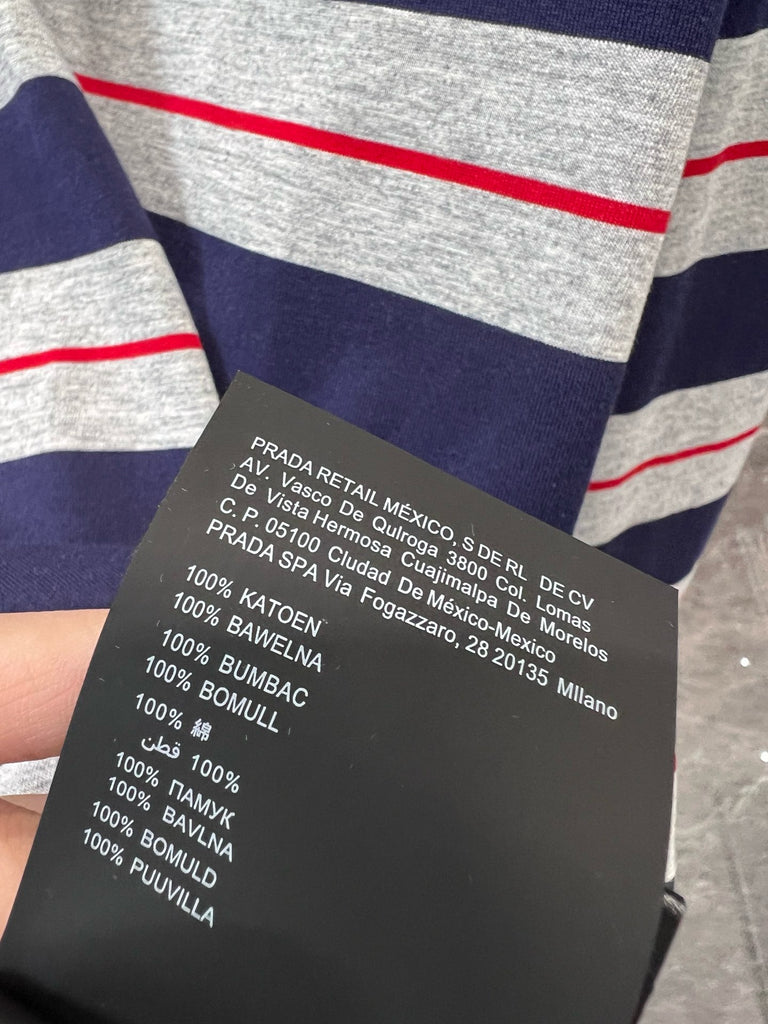 PRADA RETAIL MÉXICO, S DE RL DE CV
AV. Vasco De Qulroga 3800 Col. Lomas
De Vista Hermosa Cuajimalpa De Morelos
C. P. 05100 Cludad De México-Mexico
PRADA SPA Via Fogazzaro, 28 20135 MIlano
100% KATOEN
100% BAWELNA
100% BUMBAC
100% BOMULL
100% 綿
100% قطن
100% ПАМУК
100% BAVLNA
100% BOMULD
100% PUUVILLA